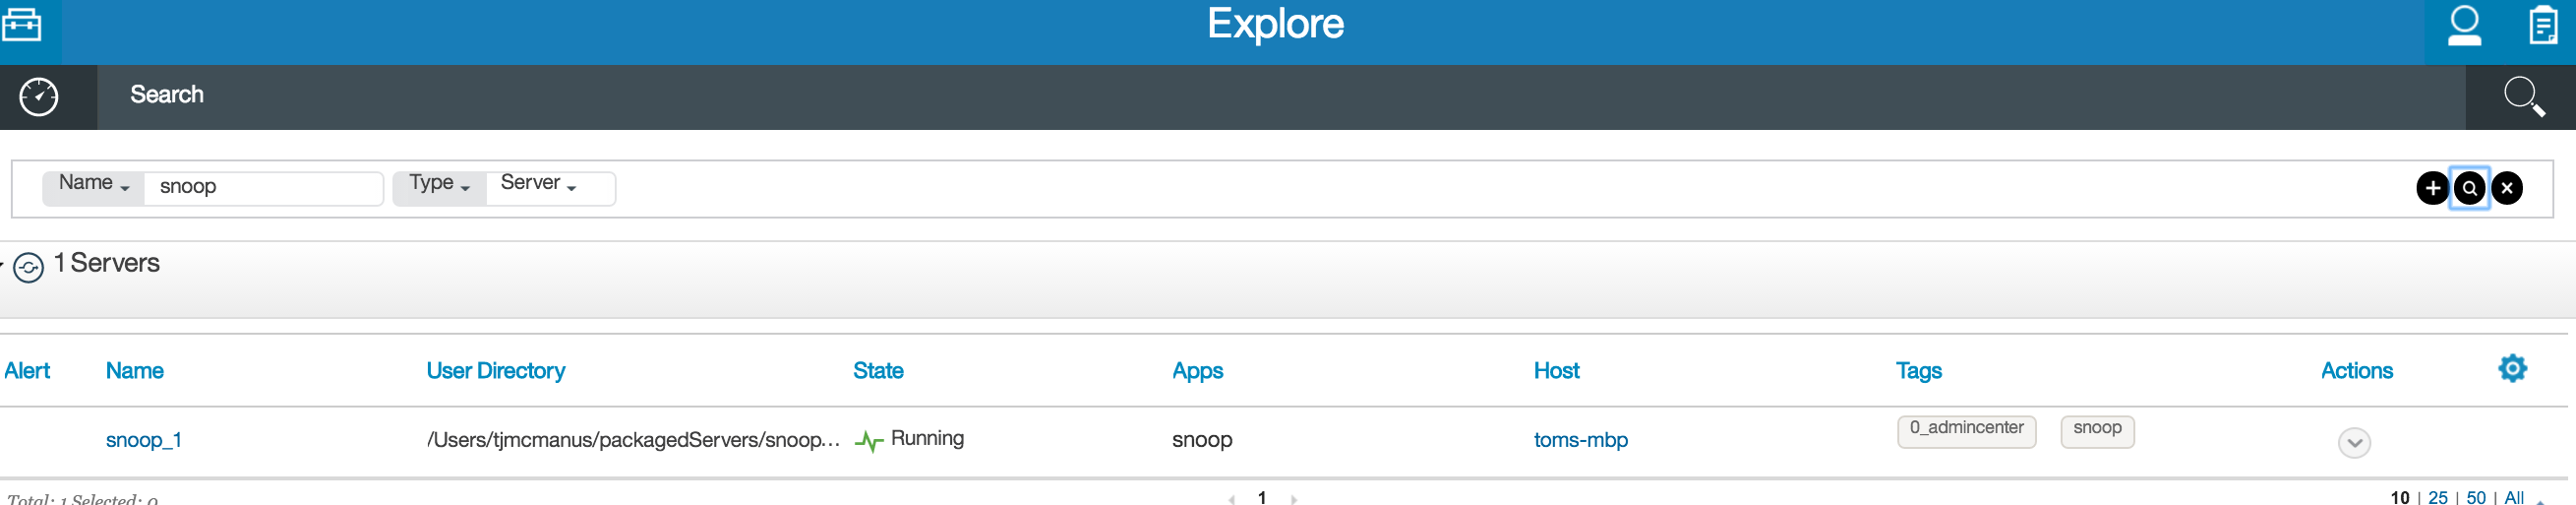 Explore
Search
Name snoop Type Server
1 Servers
Alert Name User Directory State Apps Host Tags Actions
snoop_1 /Users/tjmcmanus/packagedServers/snoop... Running snoop toms-mbp 0_admincenter snoop
Total: 1 Selected: 0 1 10 | 25 | 50 | All